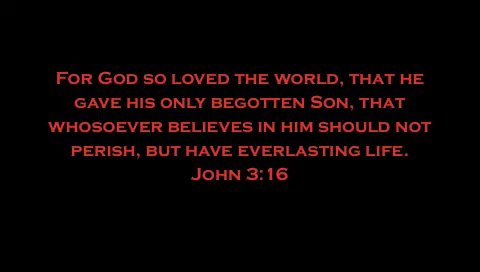 For God so loved the world, that he
gave his only begotten Son, that
whosoever believes in him should not
perish, but have everlasting life.
John 3:16